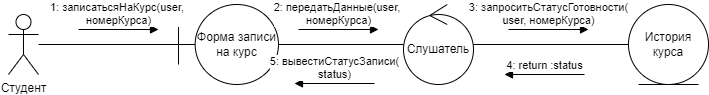 1: записатьсяНаКурс(user,
номерКурса)
2: передатьДанные(user,
номерКурса)
3: запроситьСтатусГотовности(
user, номерКурса)
Форма записи
на курс
Слушатель
История
курса
5: вывестиСтатусЗаписи(
status)
4: return :status
Студент